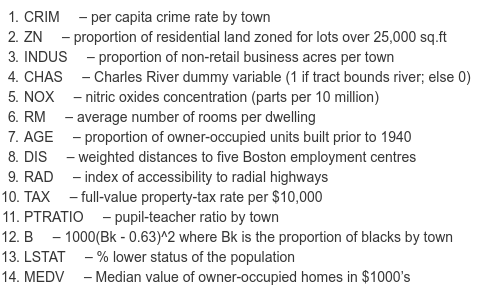 1. CRIM – per capita crime rate by town
2. ZN – proportion of residential land zoned for lots over 25,000 sq.ft
3. INDUS – proportion of non-retail business acres per town
4. CHAS – Charles River dummy variable (1 if tract bounds river; else 0)
5. NOX – nitric oxides concentration (parts per 10 million)
6. RM – average number of rooms per dwelling
7. AGE – proportion of owner-occupied units built prior to 1940
8. DIS – weighted distances to five Boston employment centres
9. RAD – index of accessibility to radial highways
10. TAX – full-value property-tax rate per $10,000
11. PTRATIO – pupil-teacher ratio by town
12. B – 1000(Bk - 0.63)^2 where Bk is the proportion of blacks by town
13. LSTAT – % lower status of the population
14. MEDV – Median value of owner-occupied homes in $1000's